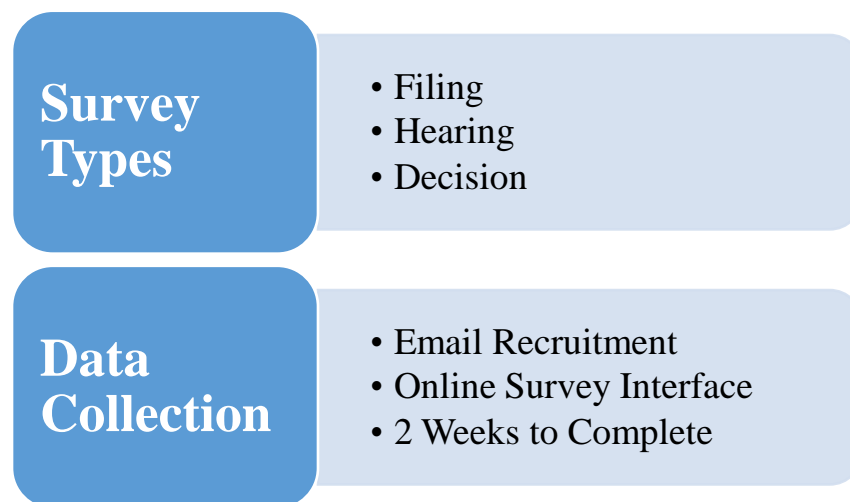 Survey
Types
• Filing
• Hearing
• Decision
Data
Collection
• Email Recruitment
• Online Survey Interface
• 2 Weeks to Complete